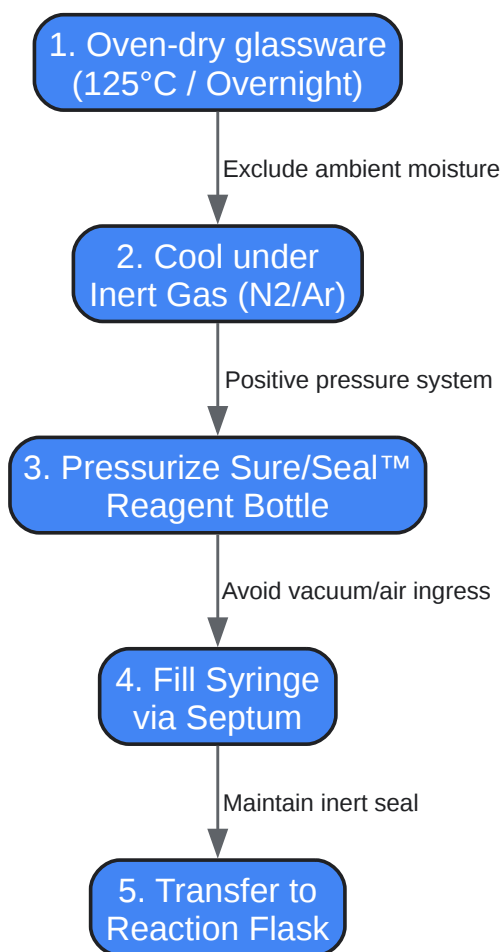 1. Oven-dry glassware
(125°C / Overnight)
Exclude ambient moisture
2. Cool under
Inert Gas (N2/Ar)
Positive pressure system
3. Pressurize Sure/Seal™
Reagent Bottle
Avoid vacuum/air ingress
4. Fill Syringe
via Septum
Maintain inert seal
5. Transfer to
Reaction Flask